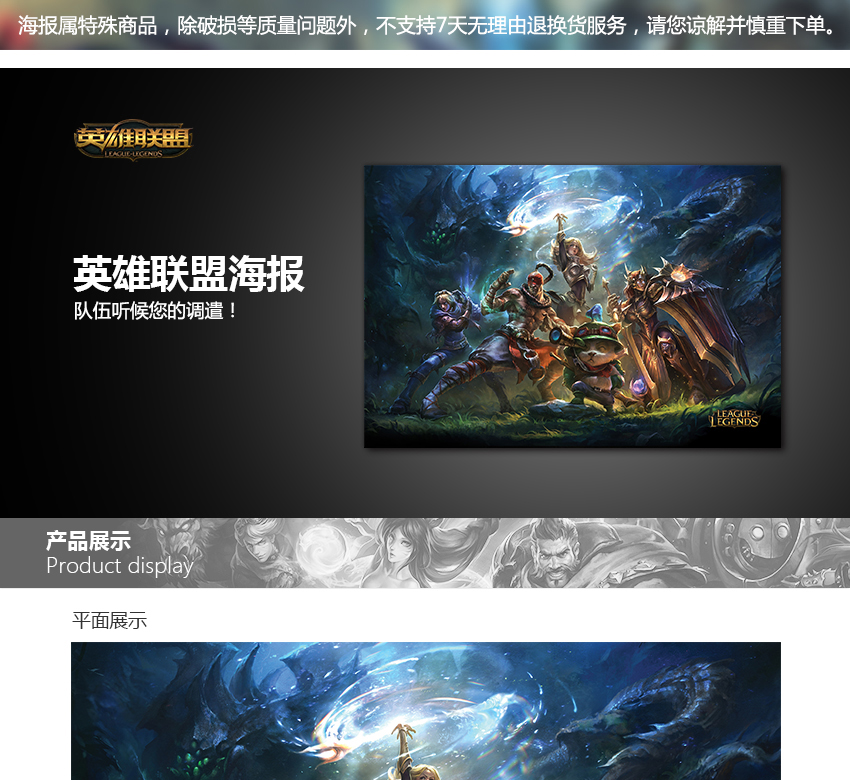 海报属特殊商品，除破损等质量问题外，不支持7天无理由退换货服务，请您谅解并慎重下单。
英雄联盟
LEAGUE OF LEGENDS
英雄联盟海报
队伍听候您的调遣！
LEAGUE OF
LEGENDS
产品展示
Product display
平面展示